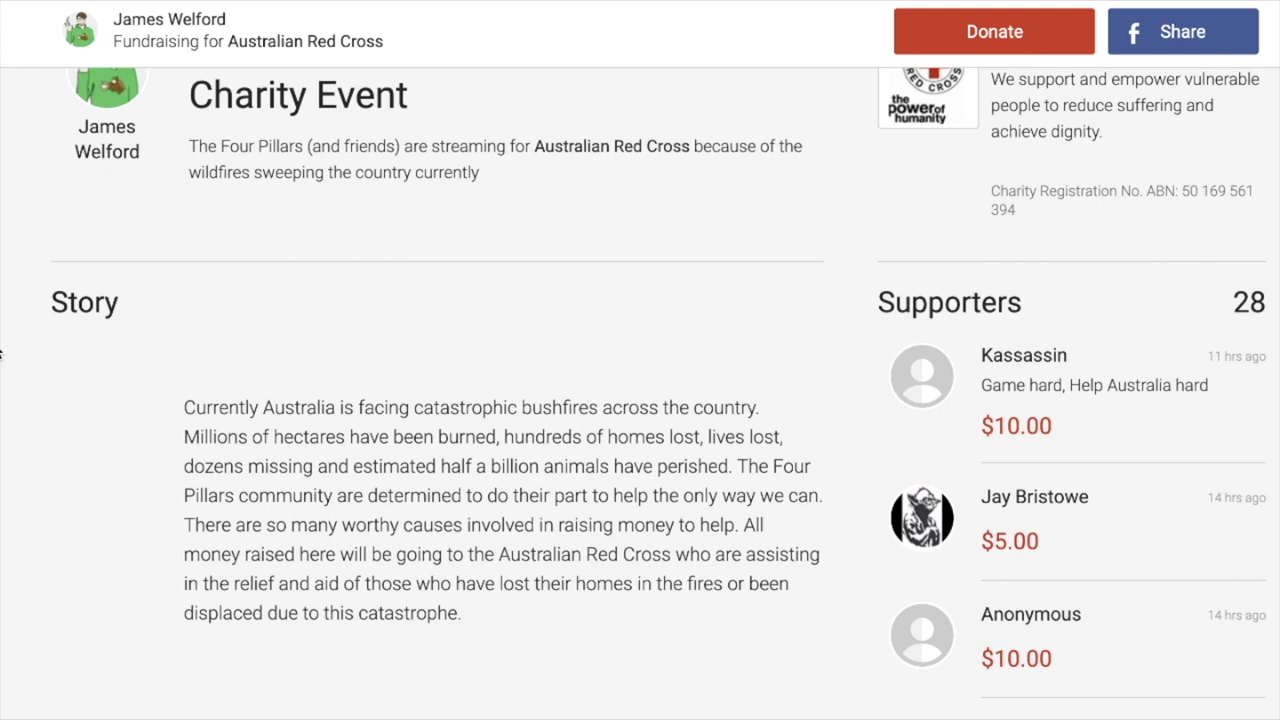 James Welford
Fundraising for Australian Red Cross
Donate
f Share
James
Welford
Charity Event
The Four Pillars (and friends) are streaming for Australian Red Cross because of the
wildfires sweeping the country currently
RED CROSS
the
power of
humanity
We support and empower vulnerable
people to reduce suffering and
achieve dignity.
Charity Registration No. ABN: 50 169 561
394
Story
Currently Australia is facing catastrophic bushfires across the country.
Millions of hectares have been burned, hundreds of homes lost, lives lost,
dozens missing and estimated half a billion animals have perished. The Four
Pillars community are determined to do their part to help the only way we can.
There are so many worthy causes involved in raising money to help. All
money raised here will be going to the Australian Red Cross who are assisting
in the relief and aid of those who have lost their homes in the fires or been
displaced due to this catastrophe.
Supporters 28
Kassassin 11 hrs ago
Game hard, Help Australia hard
$10.00
Jay Bristowe 14 hrs ago
$5.00
Anonymous 14 hrs ago
$10.00